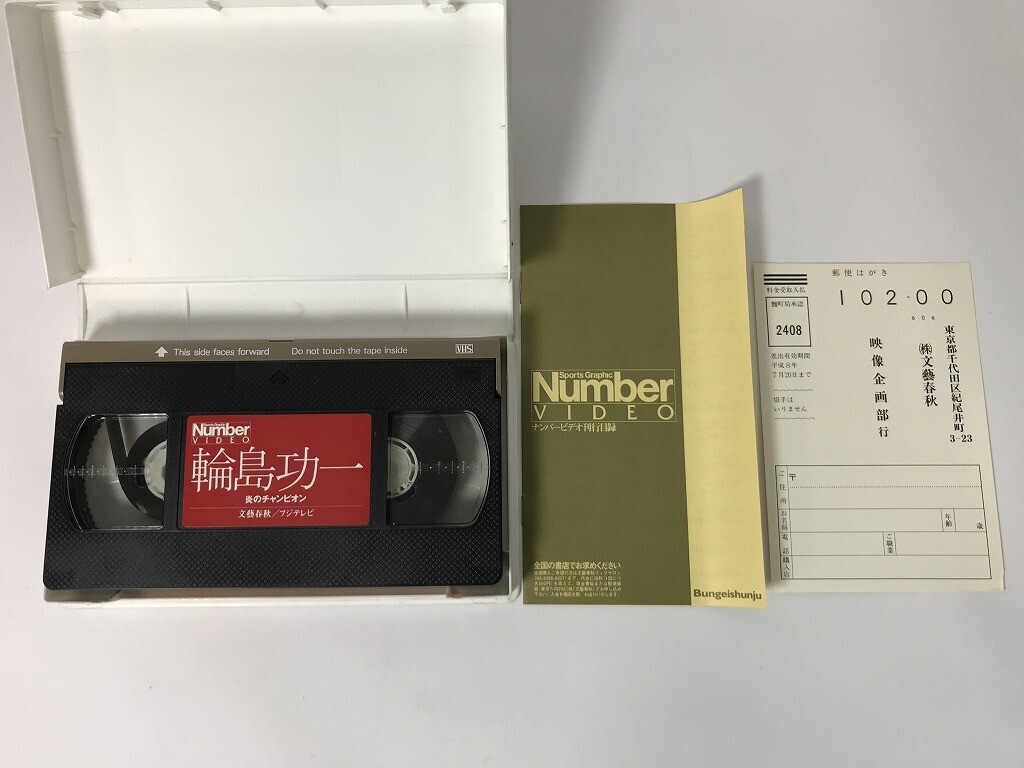 This side faces forward Do not touch the tape inside VHS
Sports Graphic
Number
VIDEO
輪島功一
炎のチャンピオン
文藝春秋/フジテレビ
Sports Graphic
Number
VIDEO
ナンバービデオ刊行目録
全国の書店でお求めください
Bungeishunju
郵便はがき
102-00
606
料金受取人払
麹町局承認
2408
差出有効期間
平成8年
7月20日まで
切手は
いりません
東京都千代田区紀尾井町
3-23
㈱文藝春秋
映像企画部 行
ご住所
〒
お名前
年齢
歳
電話
ご職業
購入店